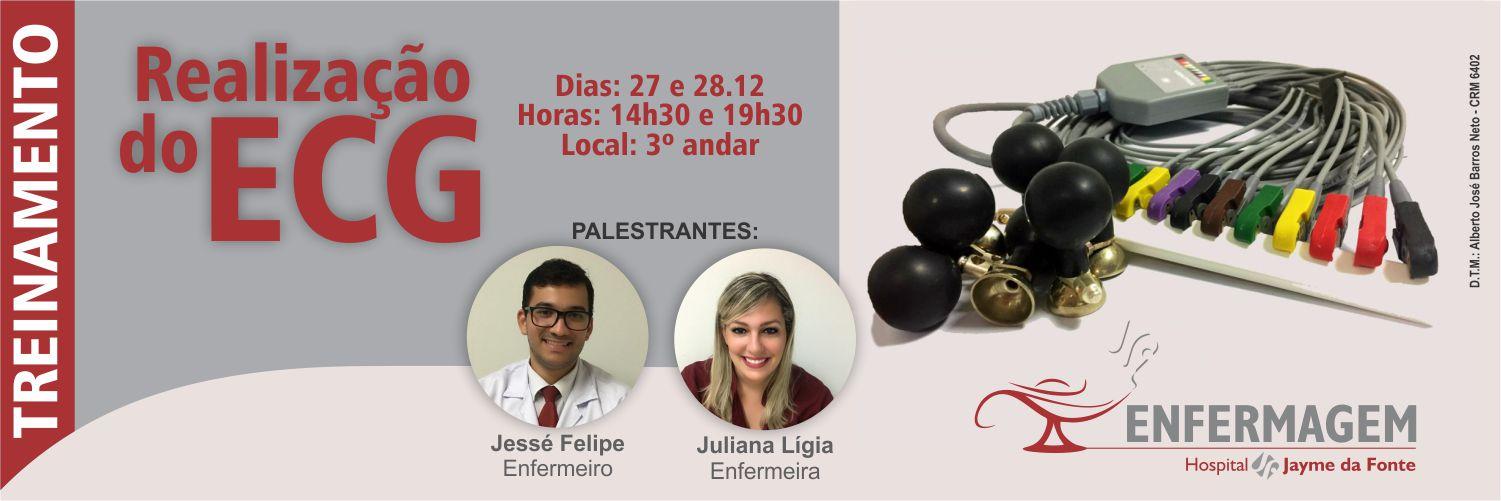 TREINAMENTO
Realização
do ECG
Dias: 27 e 28.12
Horas: 14h30 e 19h30
Local: 3º andar
PALESTRANTES:
Jessé Felipe
Enfermeiro
Juliana Lígia
Enfermeira
D.T.M.: Alberto José Barros Neto - CRM 6402
ENFERMAGEM
Hospital Jayme da Fonte